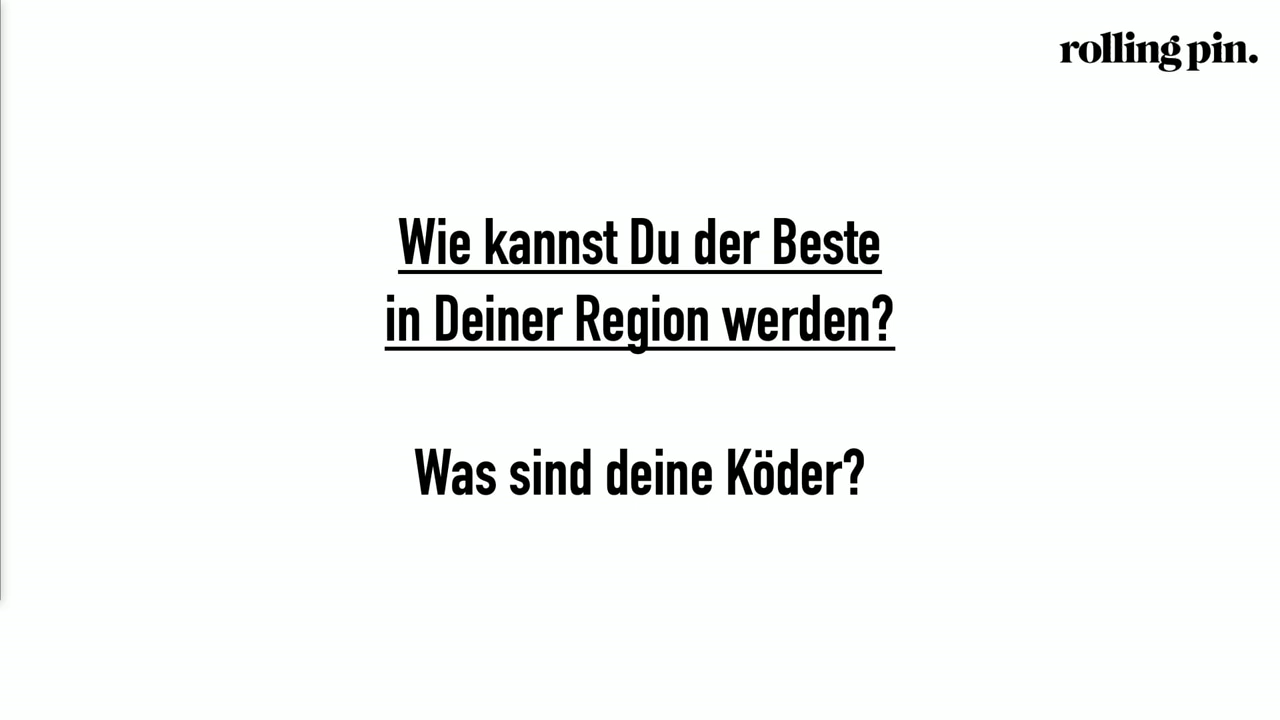 rolling pin.
Wie kannst Du der Beste
in Deiner Region werden?
Was sind deine Köder?